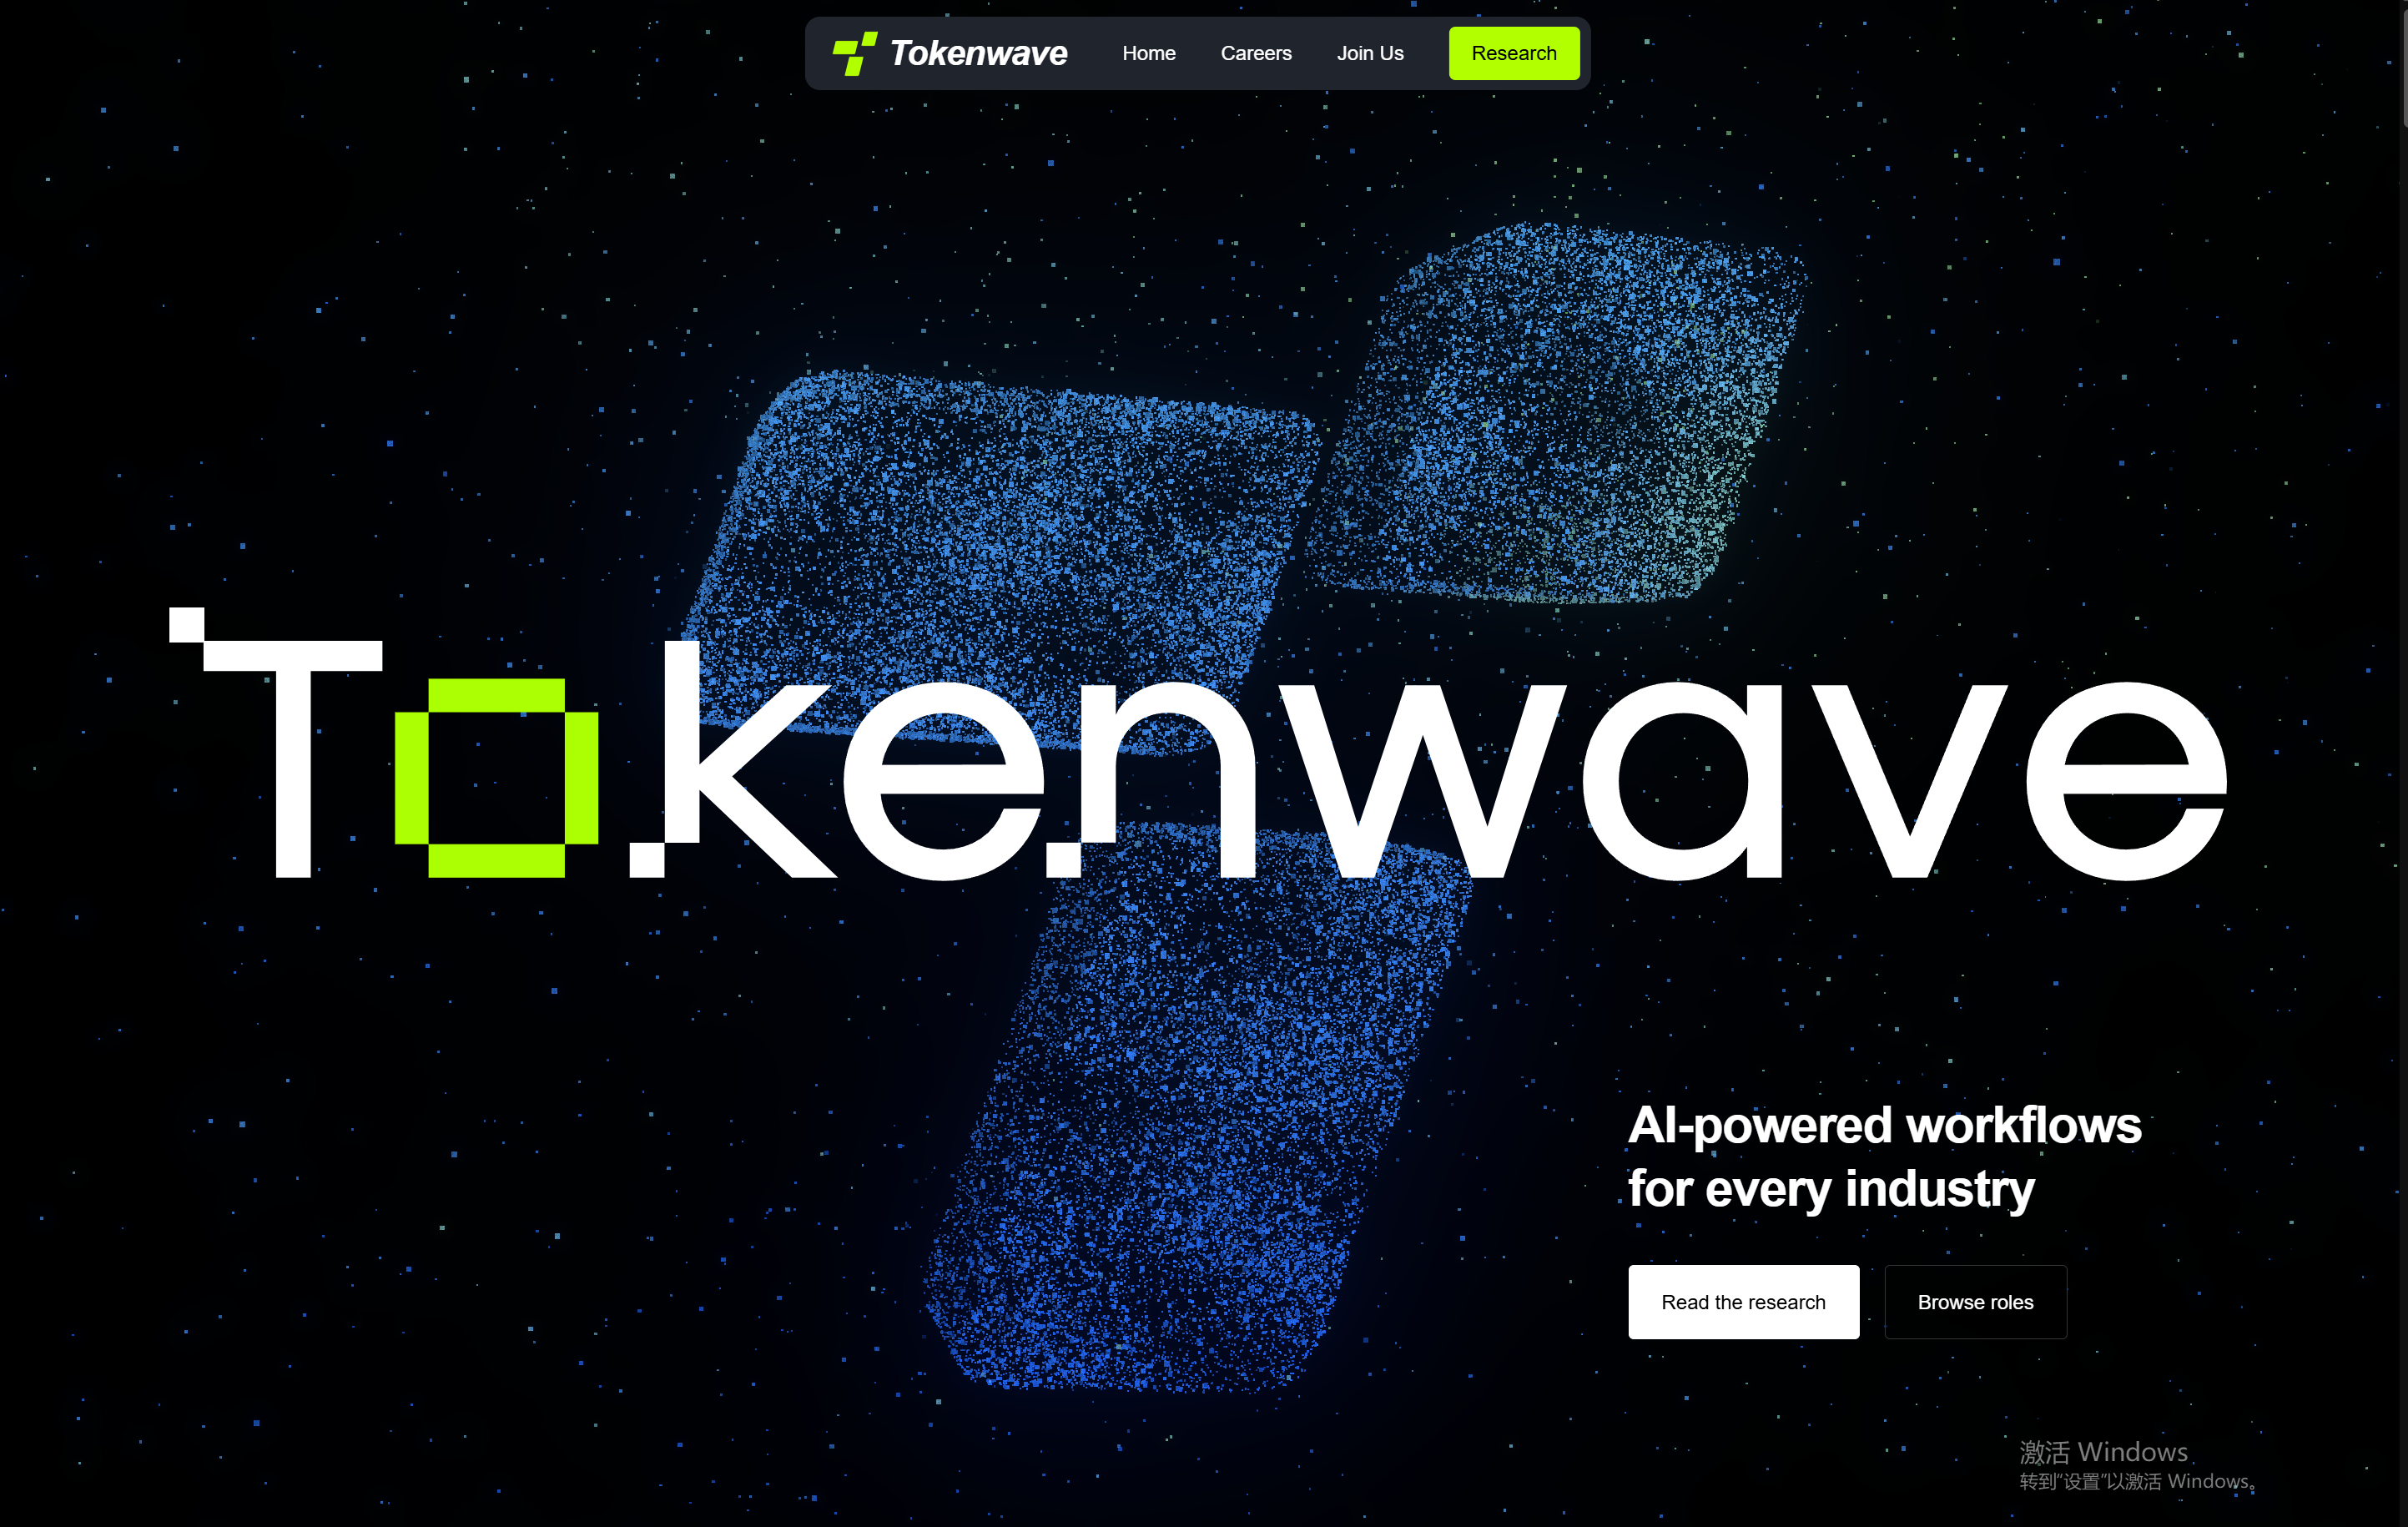 Tokenwave Home Careers Join Us Research
Tokenwave
AI-powered workflows
for every industry
Read the research Browse roles
激活 Windows
转到“设置”以激活 Windows。